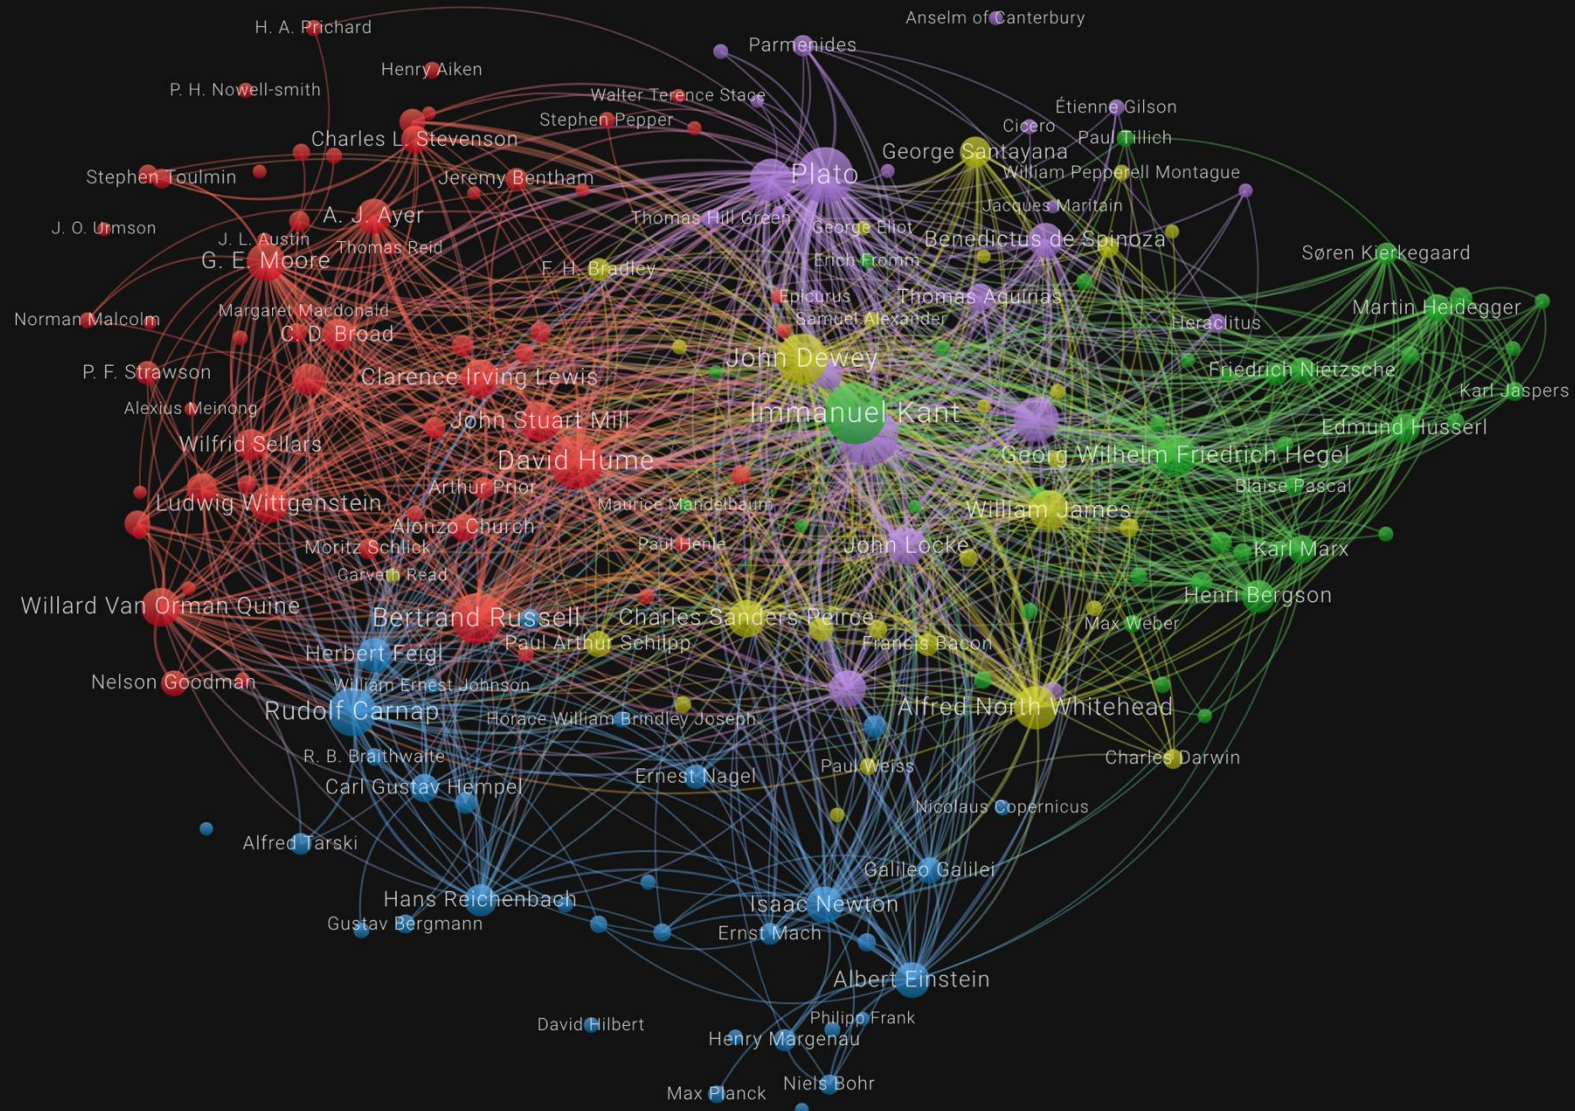 Anselm of Canterbury
H. A. Prichard
Parmenides
Henry Aiken
P. H. Nowell-smith
Walter Terence Stace
Étienne Gilson
Stephen Pepper
Cicero
Paul Tillich
Charles L. Stevenson
George Santayana
Plato
William Pepperell Montague
Stephen Toulmin
Jeremy Bentham
Jacques Maritain
A. J. Ayer
Thomas Hill Green
J. O. Urmson
George Eliot
J. L. Austin
Thomas Reid
Benedictus de Spinoza
Søren Kierkegaard
G. E. Moore
F. H. Bradley
Erich Fromm
Epicurus
Thomas Aquinas
Martin Heidegger
Margaret Macdonald
Norman Malcolm
Samuel Alexander
Heraclitus
C. D. Broad
John Dewey
P. F. Strawson
Clarence Irving Lewis
Friedrich Nietzsche
Karl Jaspers
Alexius Meinong
Immanuel Kant
John Stuart Mill
Edmund Husserl
Wilfrid Sellars
David Hume
Georg Wilhelm Friedrich Hegel
Arthur Prior
Blaise Pascal
Ludwig Wittgenstein
Maurice Mandelbaum
William James
Alonzo Church
Moritz Schlick
Paul Henle
John Locke
Karl Marx
Carveth Read
Henri Bergson
Willard Van Orman Quine
Bertrand Russell
Charles Sanders Peirce
Max Weber
Paul Arthur Schilpp
Francis Bacon
Herbert Feigl
Nelson Goodman
William Ernest Johnson
Rudolf Carnap
Horace William Brindley Joseph
Alfred North Whitehead
R. B. Braithwaite
Charles Darwin
Paul Weiss
Ernest Nagel
Carl Gustav Hempel
Nicolaus Copernicus
Alfred Tarski
Galileo Galilei
Hans Reichenbach
Isaac Newton
Gustav Bergmann
Ernst Mach
Albert Einstein
Philipp Frank
David Hilbert
Henry Margenau
Niels Bohr
Max Planck